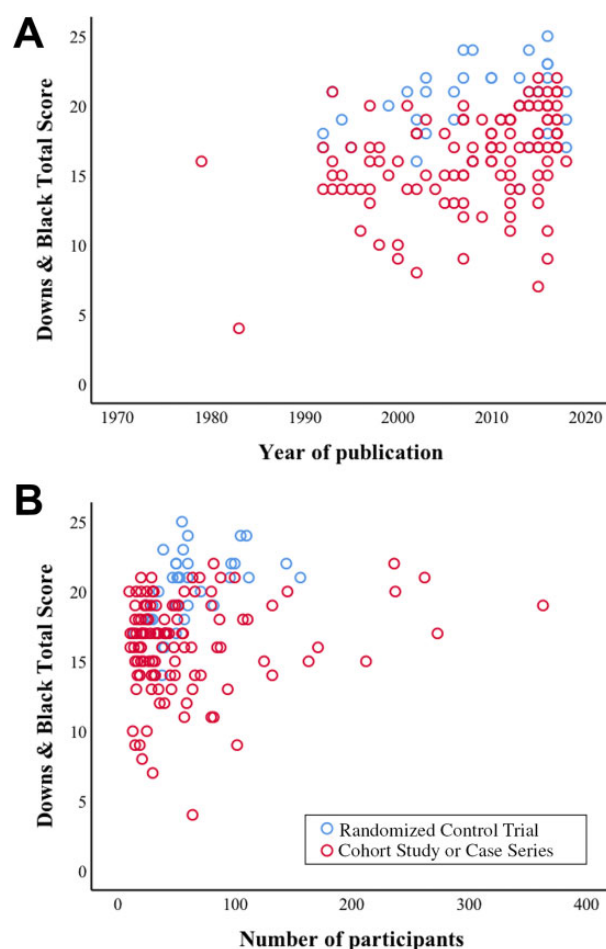 A
25
20
15
10
5
0
Downs & Black Total Score
1970 1980 1990 2000 2010 2020
Year of publication
B
25
20
15
10
5
0
Downs & Black Total Score
Randomized Control Trial
Cohort Study or Case Series
0 100 200 300 400
Number of participants